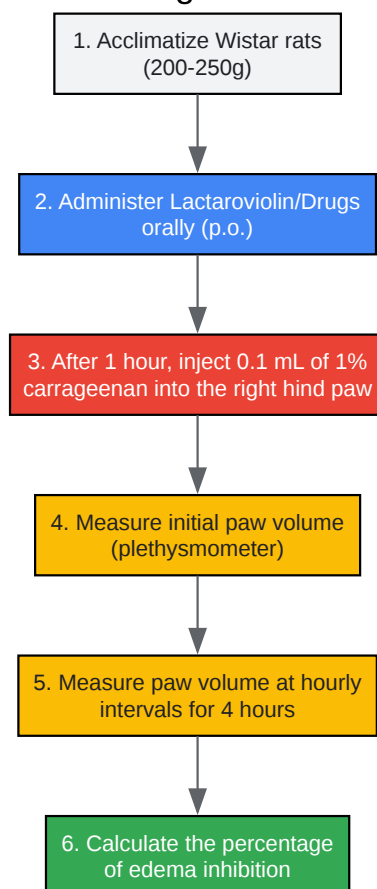 1. Acclimatize Wistar rats
(200-250g)
2. Administer Lactaroviolin/Drugs
orally (p.o.)
3. After 1 hour, inject 0.1 mL of 1%
carrageenan into the right hind paw
4. Measure initial paw volume
(plethysmometer)
5. Measure paw volume at hourly
intervals for 4 hours
6. Calculate the percentage
of edema inhibition